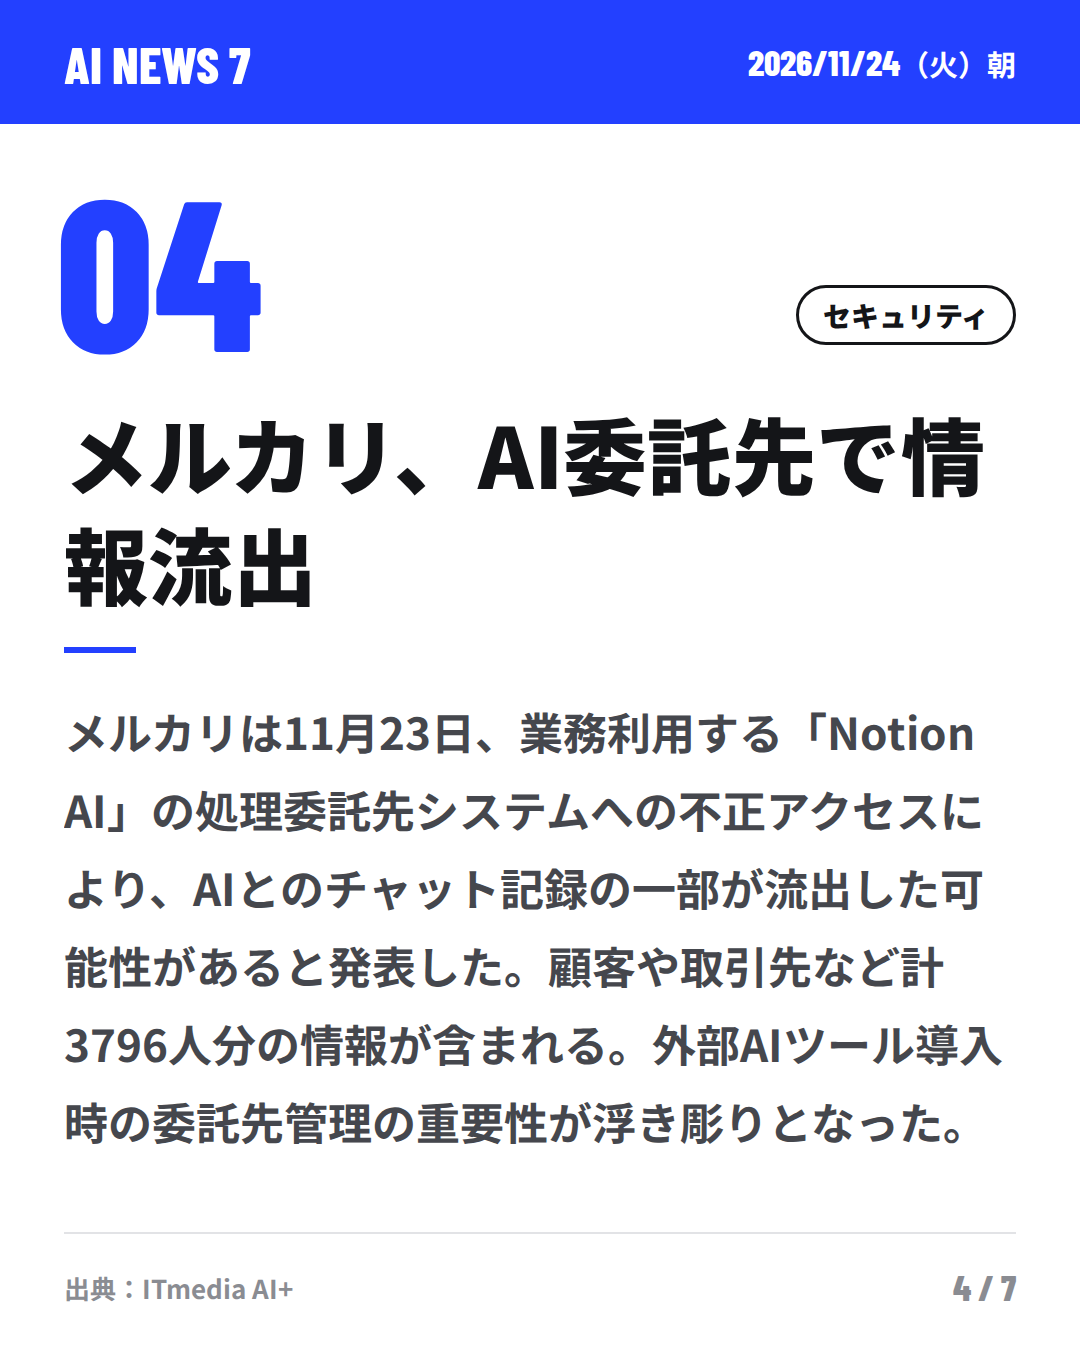 AI NEWS 7
2026/11/24（火）朝
04
セキュリティ
メルカリ、AI委託先で情
報流出
メルカリは11月23日、業務利用する「Notion
AI」の処理委託先システムへの不正アクセスに
より、AIとのチャット記録の一部が流出した可
能性があると発表した。顧客や取引先など計
3796人分の情報が含まれる。外部AIツール導入
時の委託先管理の重要性が浮き彫りとなった。
出典：ITmedia AI+
4 / 7